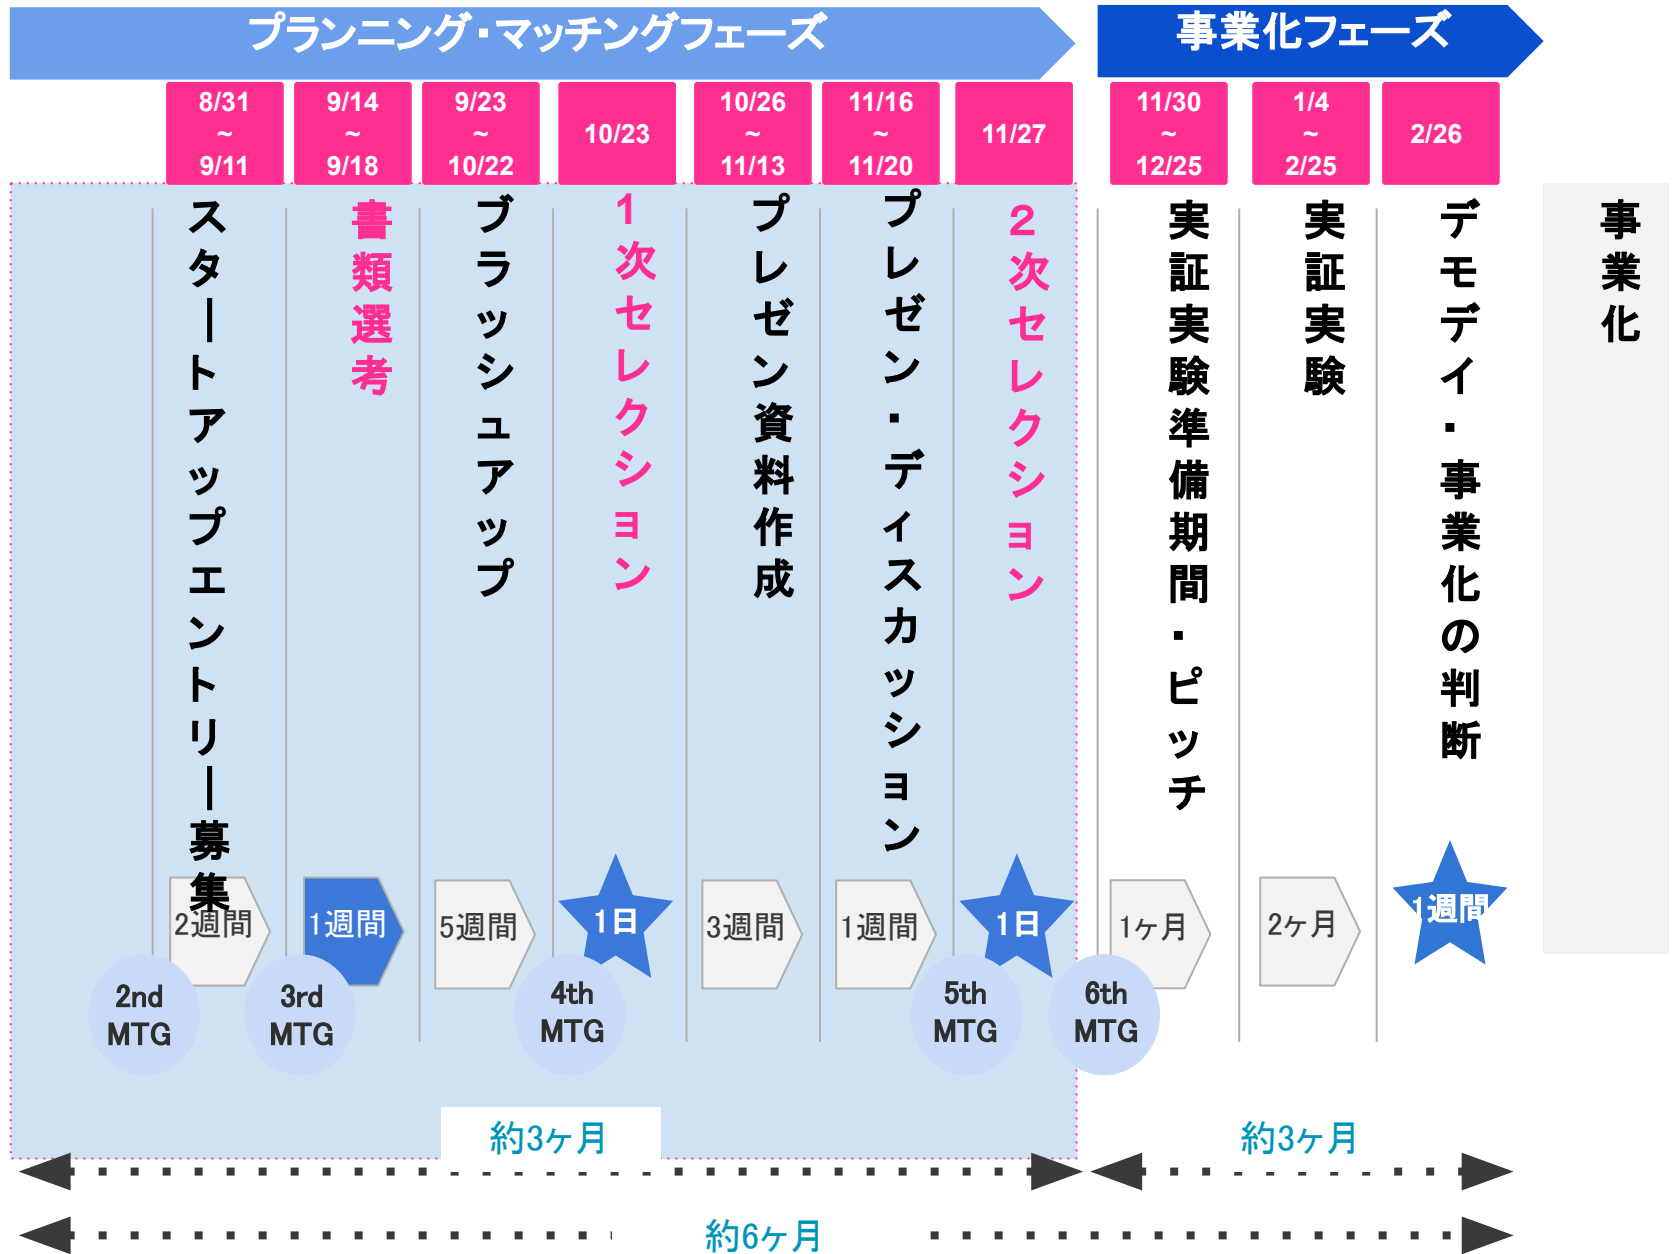 プランニング・マッチングフェーズ
事業化フェーズ
8/31
~
9/11
9/14
~
9/18
9/23
~
10/22
10/23
10/26
~
11/13
11/16
~
11/20
11/27
11/30
~
12/25
1/4
~
2/25
2/26
スタートアップエントリー募集
書類選考
ブラッシュアップ
1次セレクション
プレゼン資料作成
プレゼン・ディスカッション
2次セレクション
実証実験準備期間・ピッチ
実証実験
デモデイ・事業化の判断
事業化
2週間
1週間
5週間
1日
3週間
1週間
1日
1ヶ月
2ヶ月
1週間
2nd
MTG
3rd
MTG
4th
MTG
5th
MTG
6th
MTG
約3ヶ月
約3ヶ月
約6ヶ月